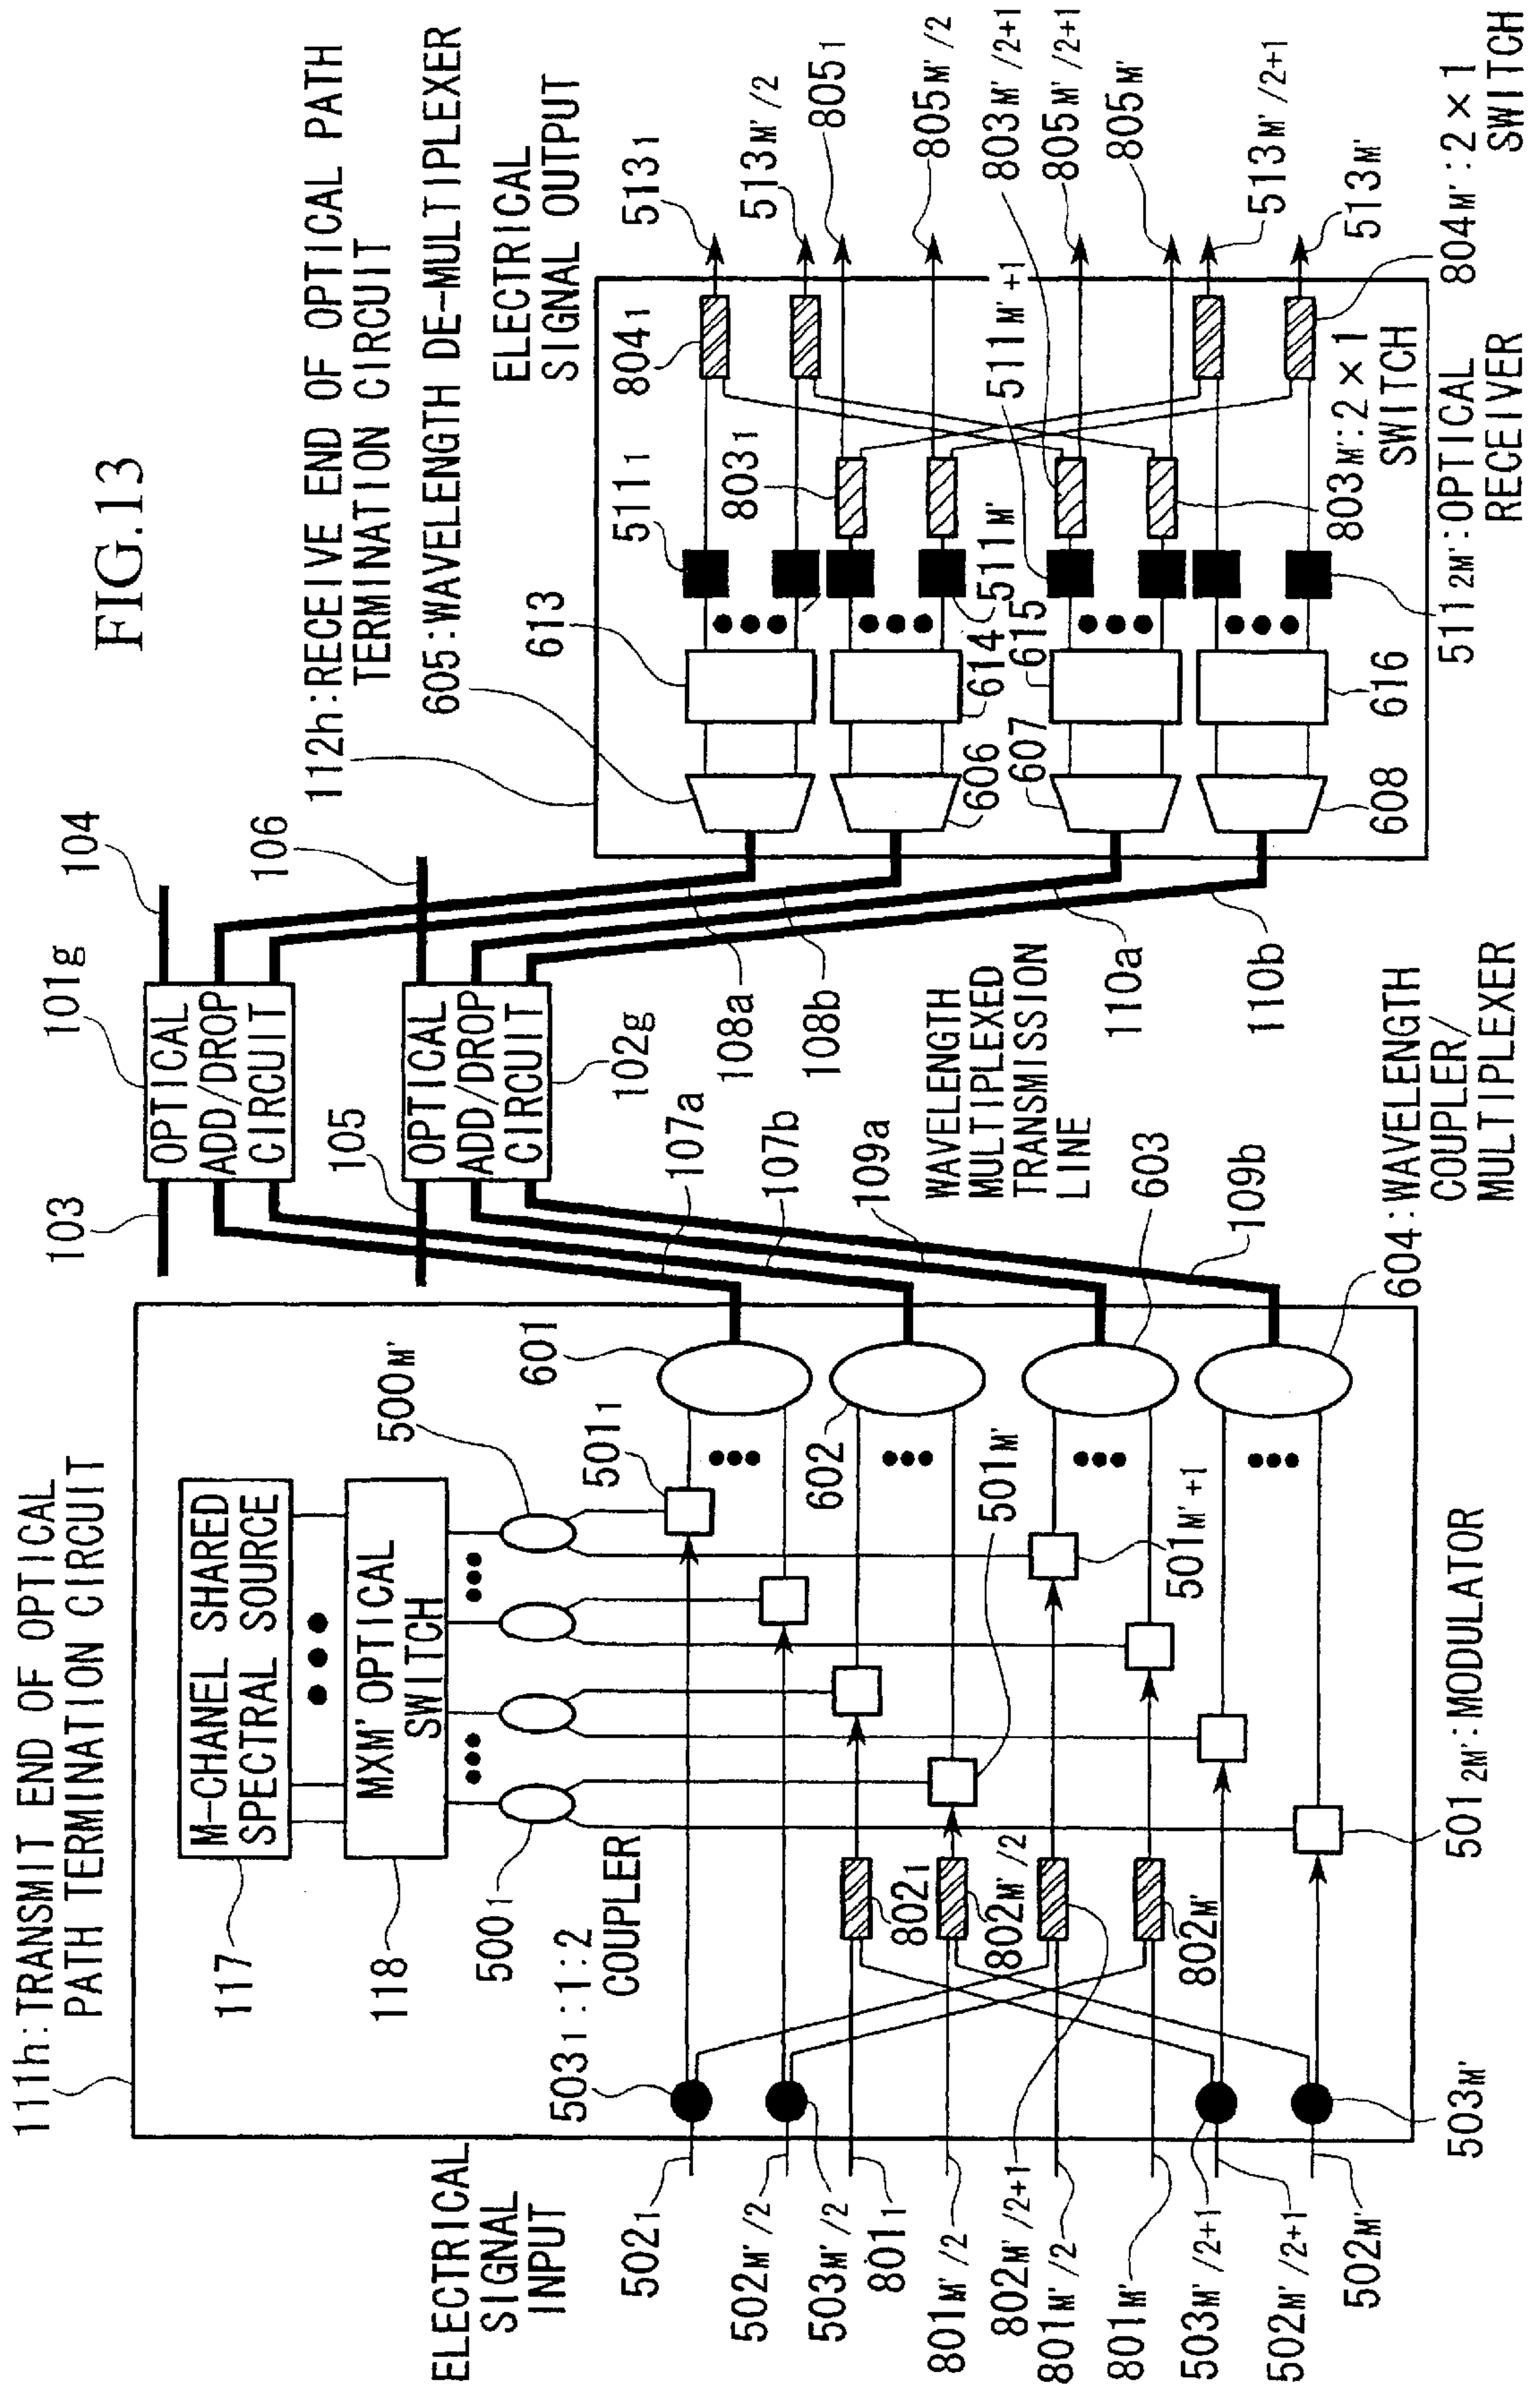 FIG.13
111h:TRANSMIT END OF OPTICAL
PATH TERMINATION CIRCUIT
117
M-CHANEL SHARED
SPECTRAL SOURCE
118
MXM' OPTICAL
SWITCH
500M'
5001
5031:1:2
COUPLER
ELECTRICAL
SIGNAL
INPUT
5021
502M'/2
503M'/2
8011
801M'/2
802M'/2+1
801M'/2
801M'
503M'/2+1
502M'/2+1
502M'
503M'
8021
802M'/2
802M'
5011
501M'
501M'+1
5012M':MODULATOR
601
602
603
604:WAVELENGTH
COUPLER/
MULTIPLEXER
103
101g
104
OPTICAL
ADD/DROP
CIRCUIT
105
106
OPTICAL
ADD/DROP
CIRCUIT
102g
107a
107b
109a
109b
WAVELENGTH
MULTIPLEXED
TRANSMISSION
LINE
108a
108b
110a
110b
112h:RECEIVE END OF OPTICAL PATH
TERMINATION CIRCUIT
605:WAVELENGTH DE-MULTIPLEXER
606
607
608
613
614
615
616
5111
511M'
511M'+1
5112M':OPTICAL
RECEIVER
8031
803M'/2+1
803M':2×1
SWITCH
8041
804M':2×1
SWITCH
ELECTRICAL
SIGNAL OUTPUT
5131
513M'/2
8051
805M'/2
805M'/2+1
805M'
513M'/2+1
513M'